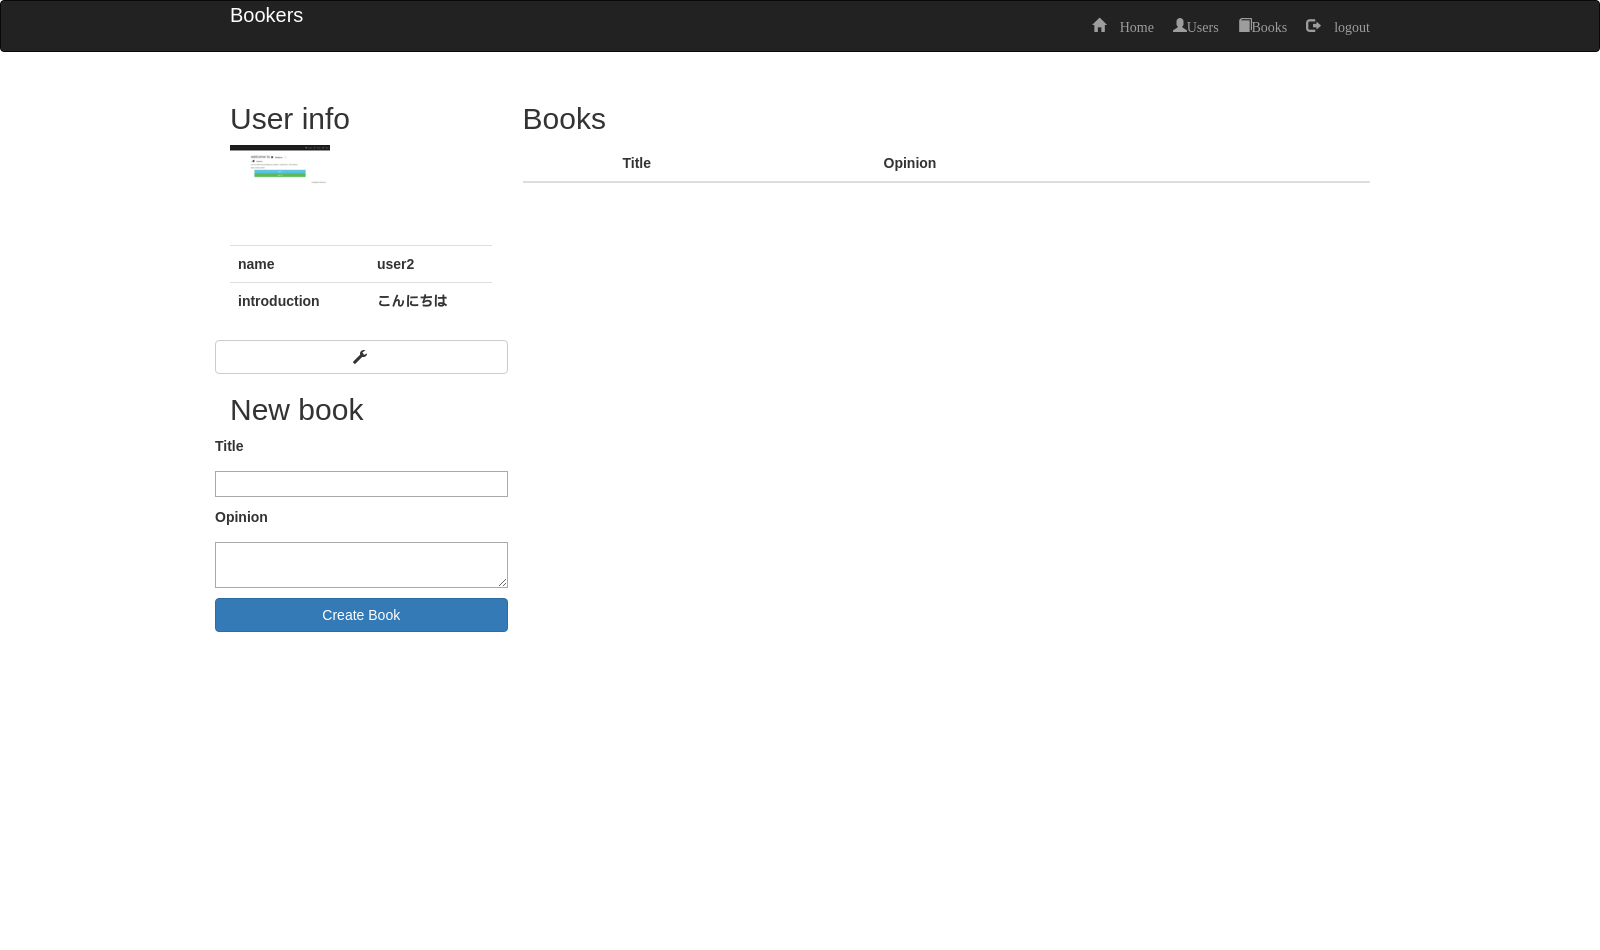 Bookers
Home Users Books logout
User info
name user2
introduction こんにちは
New book
Title
Opinion
Create Book
Books
Title Opinion